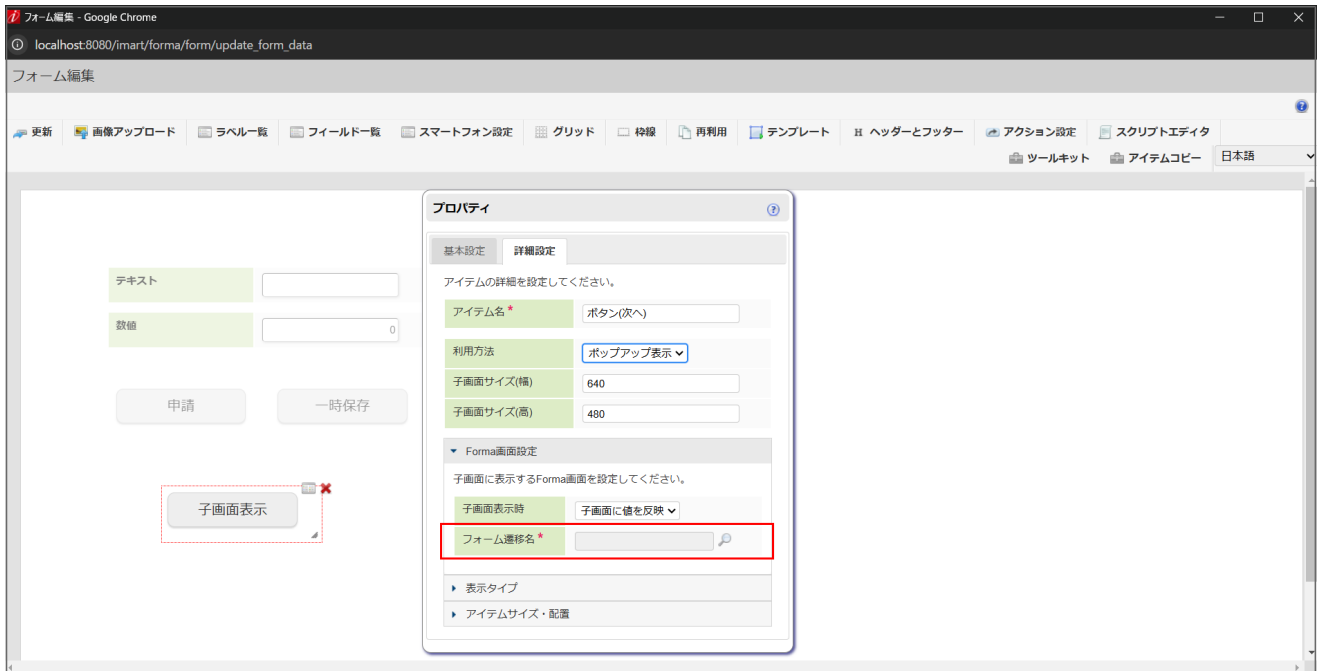 フォーム編集 - Google Chrome
localhost:8080/imart/forma/form/update_form_data
フォーム編集
更新 画像アップロード ラベル一覧 フィールド一覧 スマートフォン設定 グリッド 枠線 再利用 テンプレート H ヘッダーとフッター アクション設定 スクリプトエディタ
ツールキット アイテムコピー 日本語
プロパティ
基本設定 詳細設定
アイテムの詳細を設定してください。
テキスト
アイテム名* ボタン(次へ)
数値 0
利用方法 ポップアップ表示
子画面サイズ(幅) 640
子画面サイズ(高) 480
申請 一時保存
Forma画面設定
子画面に表示するForma画面を設定してください。
子画面表示
子画面表示時 子画面に値を反映
フォーム遷移名*
表示タイプ
アイテムサイズ・配置